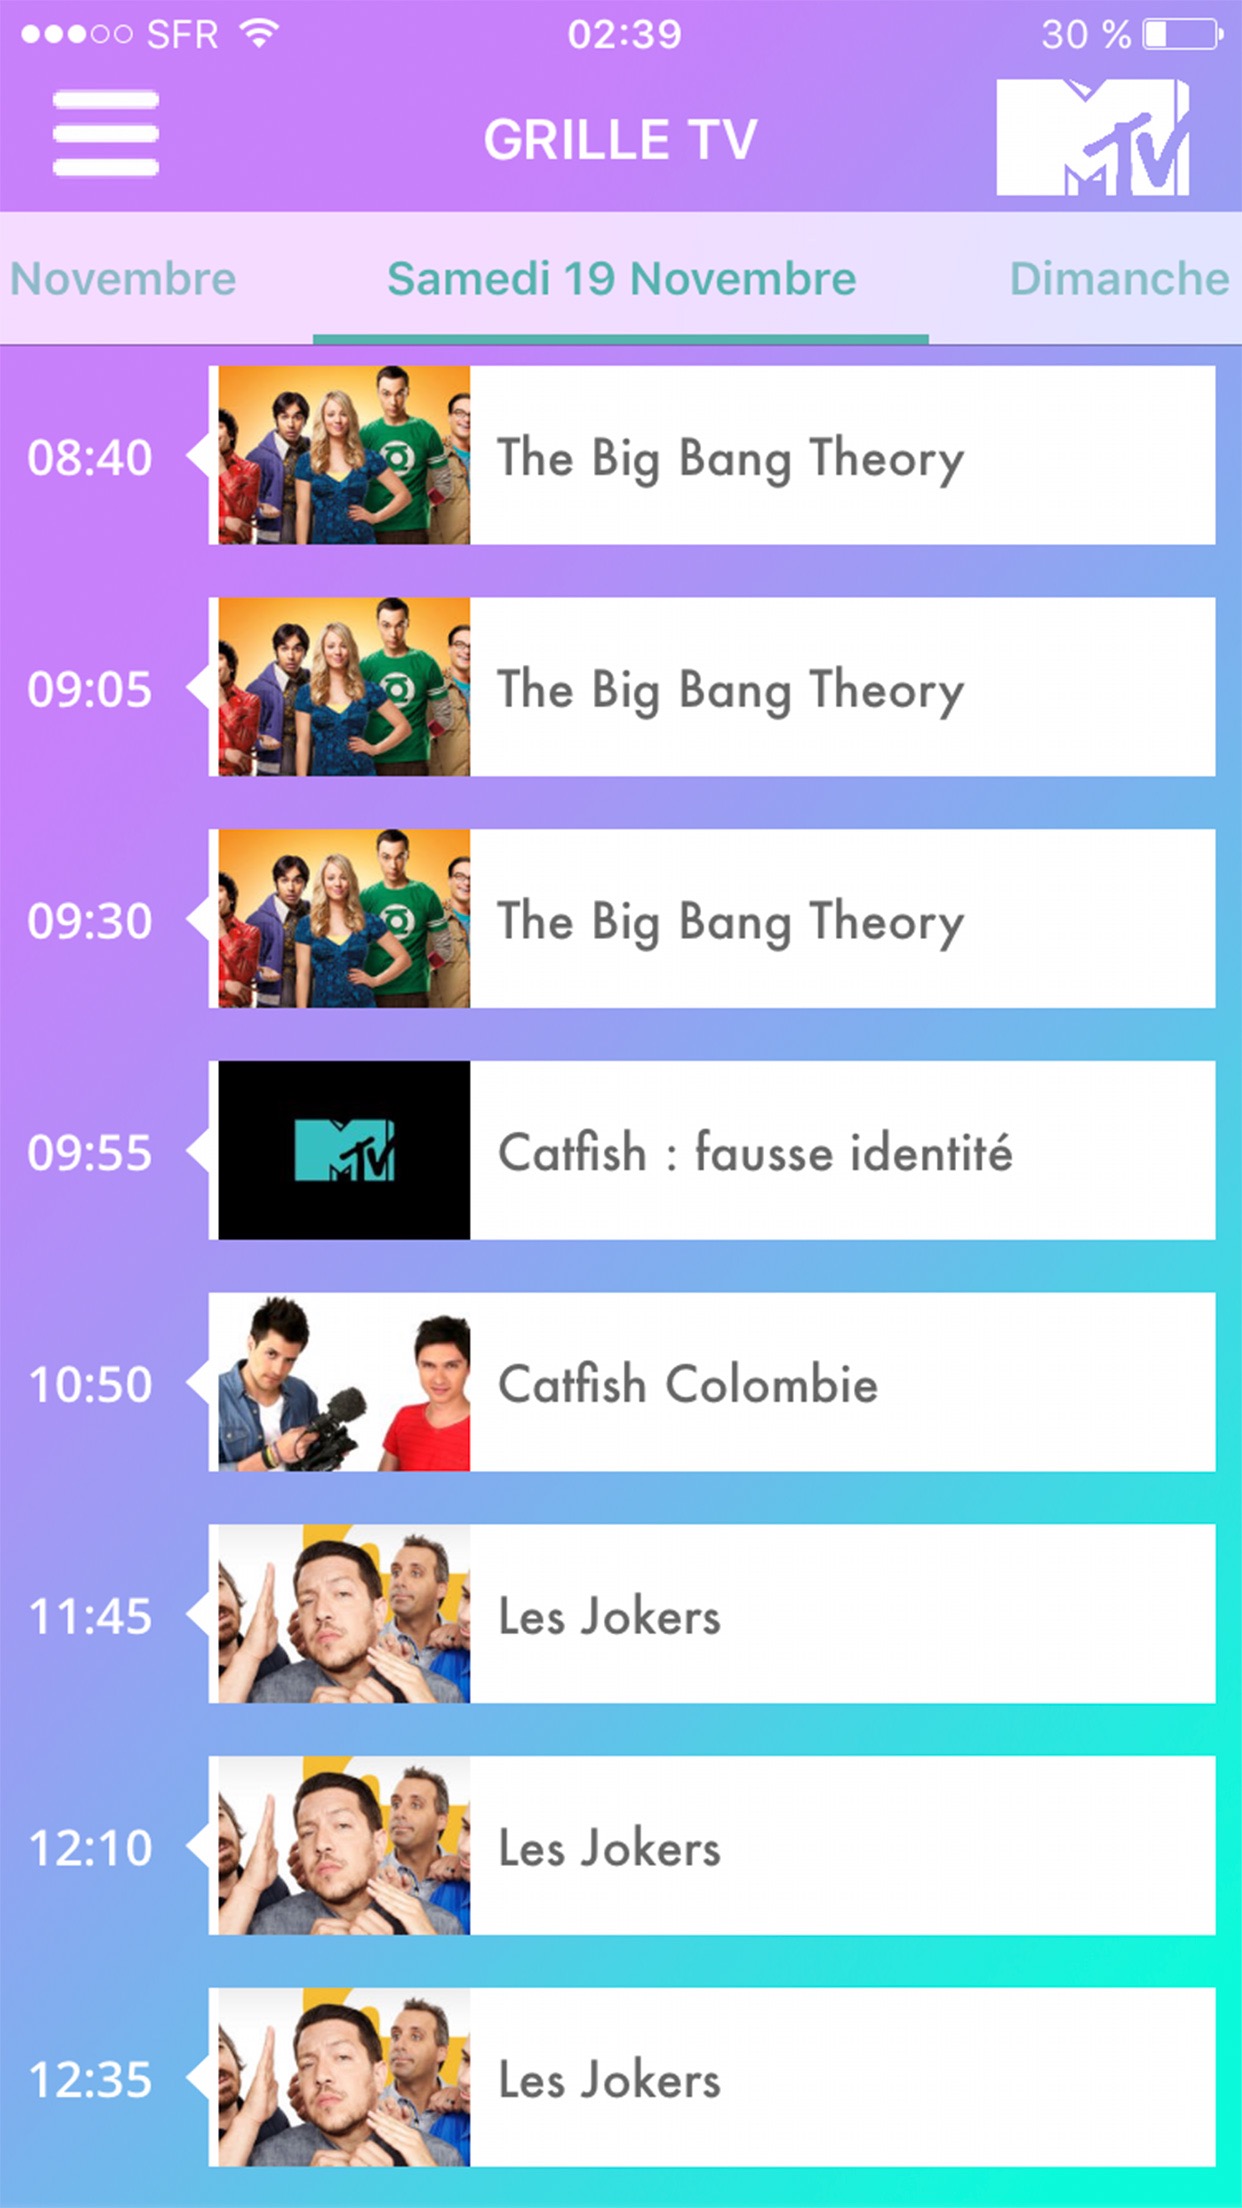 SFR 02:39 30 %
GRILLE TV
MTV
Novembre Samedi 19 Novembre Dimanche
08:40 The Big Bang Theory
09:05 The Big Bang Theory
09:30 The Big Bang Theory
09:55 MTV Catfish : fausse identité
10:50 Catfish Colombie
11:45 Les Jokers
12:10 Les Jokers
12:35 Les Jokers